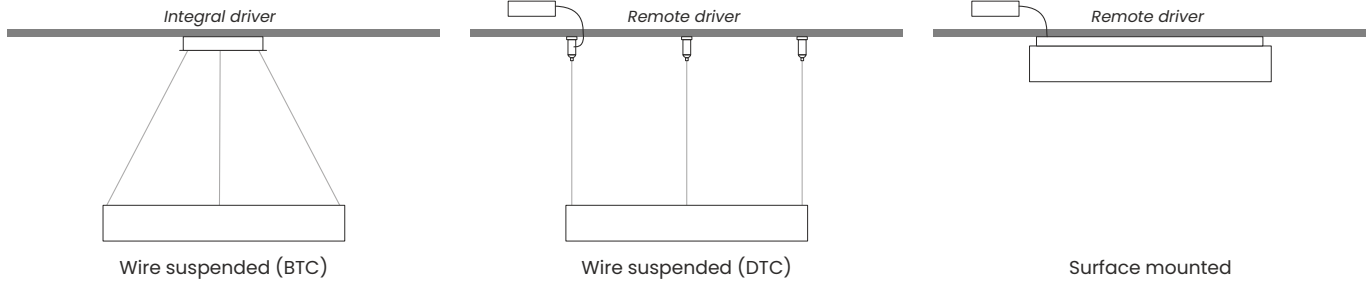 Integral driver
Remote driver
Remote driver
Wire suspended (BTC)
Wire suspended (DTC)
Surface mounted